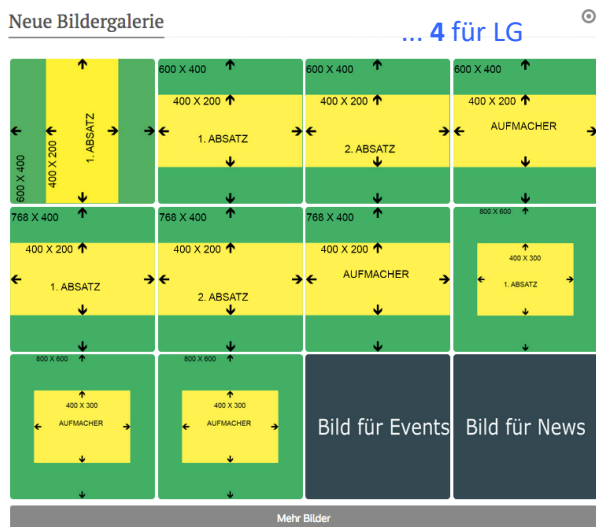 Neue Bildergalerie
... 4 für LG
600 X 400
400 X 200
1. ABSATZ
600 X 400
400 X 200
1. ABSATZ
600 X 400
400 X 200
2. ABSATZ
600 X 400
400 X 200
AUFMACHER
768 X 400
400 X 200
1. ABSATZ
768 X 400
400 X 200
2. ABSATZ
768 X 400
400 X 200
AUFMACHER
800 X 600
400 X 300
1. ABSATZ
800 X 600
400 X 300
AUFMACHER
800 X 600
400 X 300
AUFMACHER
Bild für Events
Bild für News
Mehr Bilder